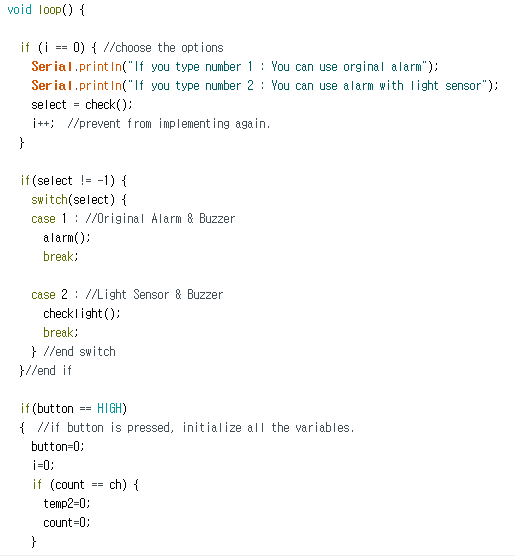 void loop() {
if (i == 0) { //choose the options
Serial.println("If you type number 1 : You can use orginal alarm");
Serial.println("If you type number 2 : You can use alarm with light sensor");
select = check();
i++; //prevent from implementing again.
}
if(select != -1) {
switch(select) {
case 1 : //Original Alarm & Buzzer
alarm();
break;
case 2 : //Light Sensor & Buzzer
checklight();
break;
} //end switch
}//end if
if(button == HIGH)
{ //if button is pressed, initialize all the variables.
button=0;
i=0;
if (count == ch) {
temp2=0;
count=0;
}